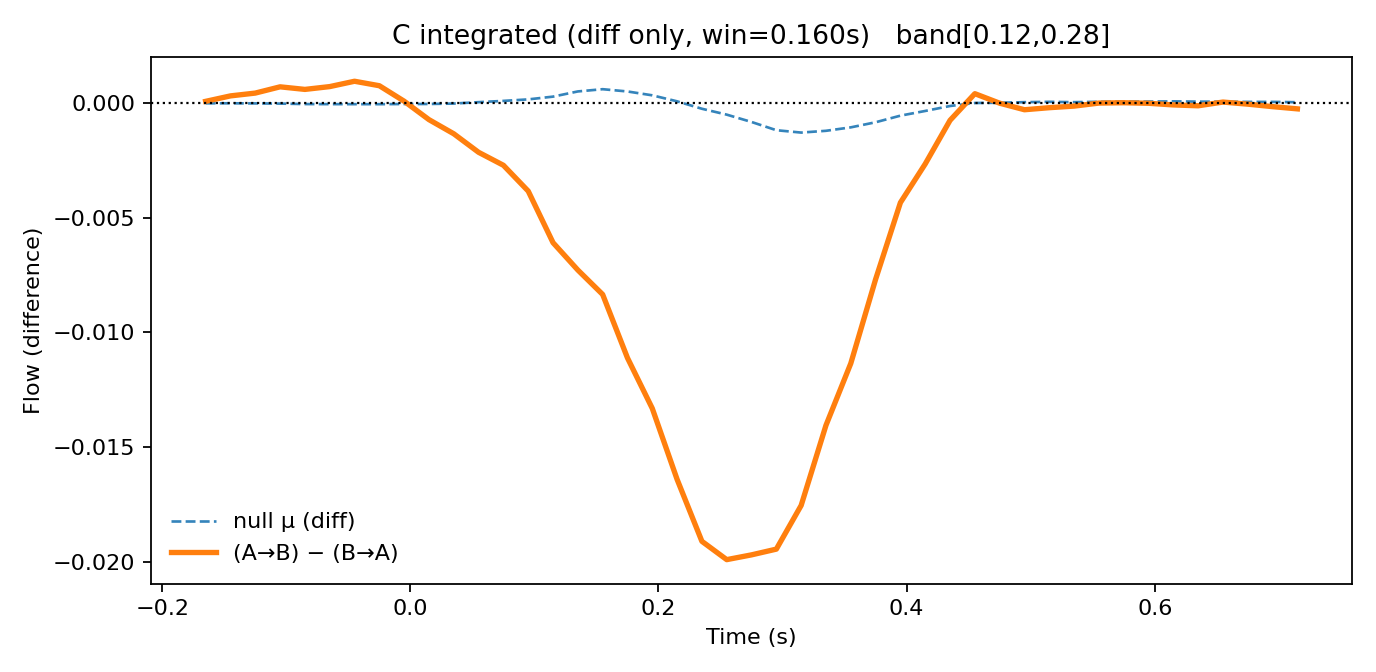 C integrated (diff only, win=0.160s)   band[0.12,0.28]
Flow (difference)
0.000
−0.005
−0.010
−0.015
−0.020
null μ (diff)
(A→B) − (B→A)
−0.2
0.0
0.2
0.4
0.6
Time (s)